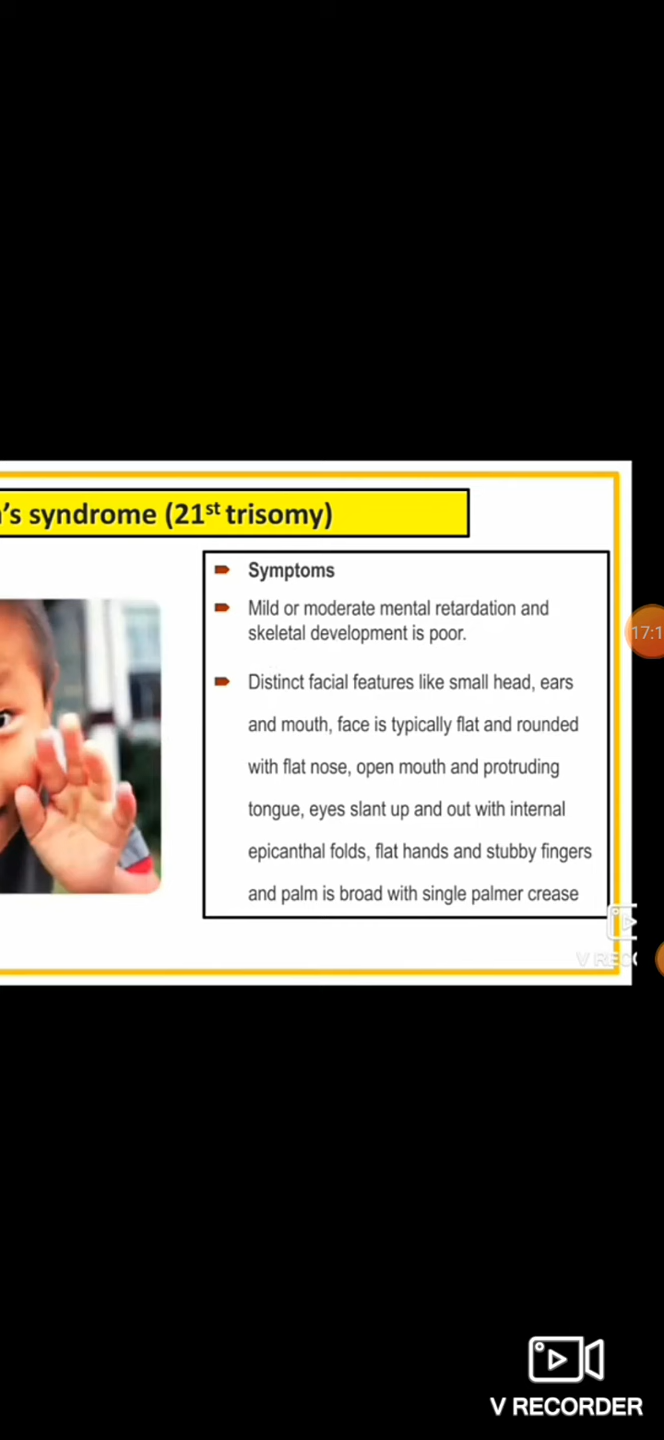 's syndrome (21st trisomy)
Symptoms
Mild or moderate mental retardation and
skeletal development is poor.
Distinct facial features like small head, ears
and mouth, face is typically flat and rounded
with flat nose, open mouth and protruding
tongue, eyes slant up and out with internal
epicanthal folds, flat hands and stubby fingers
and palm is broad with single palmer crease
17:1
V REC
V RECORDER